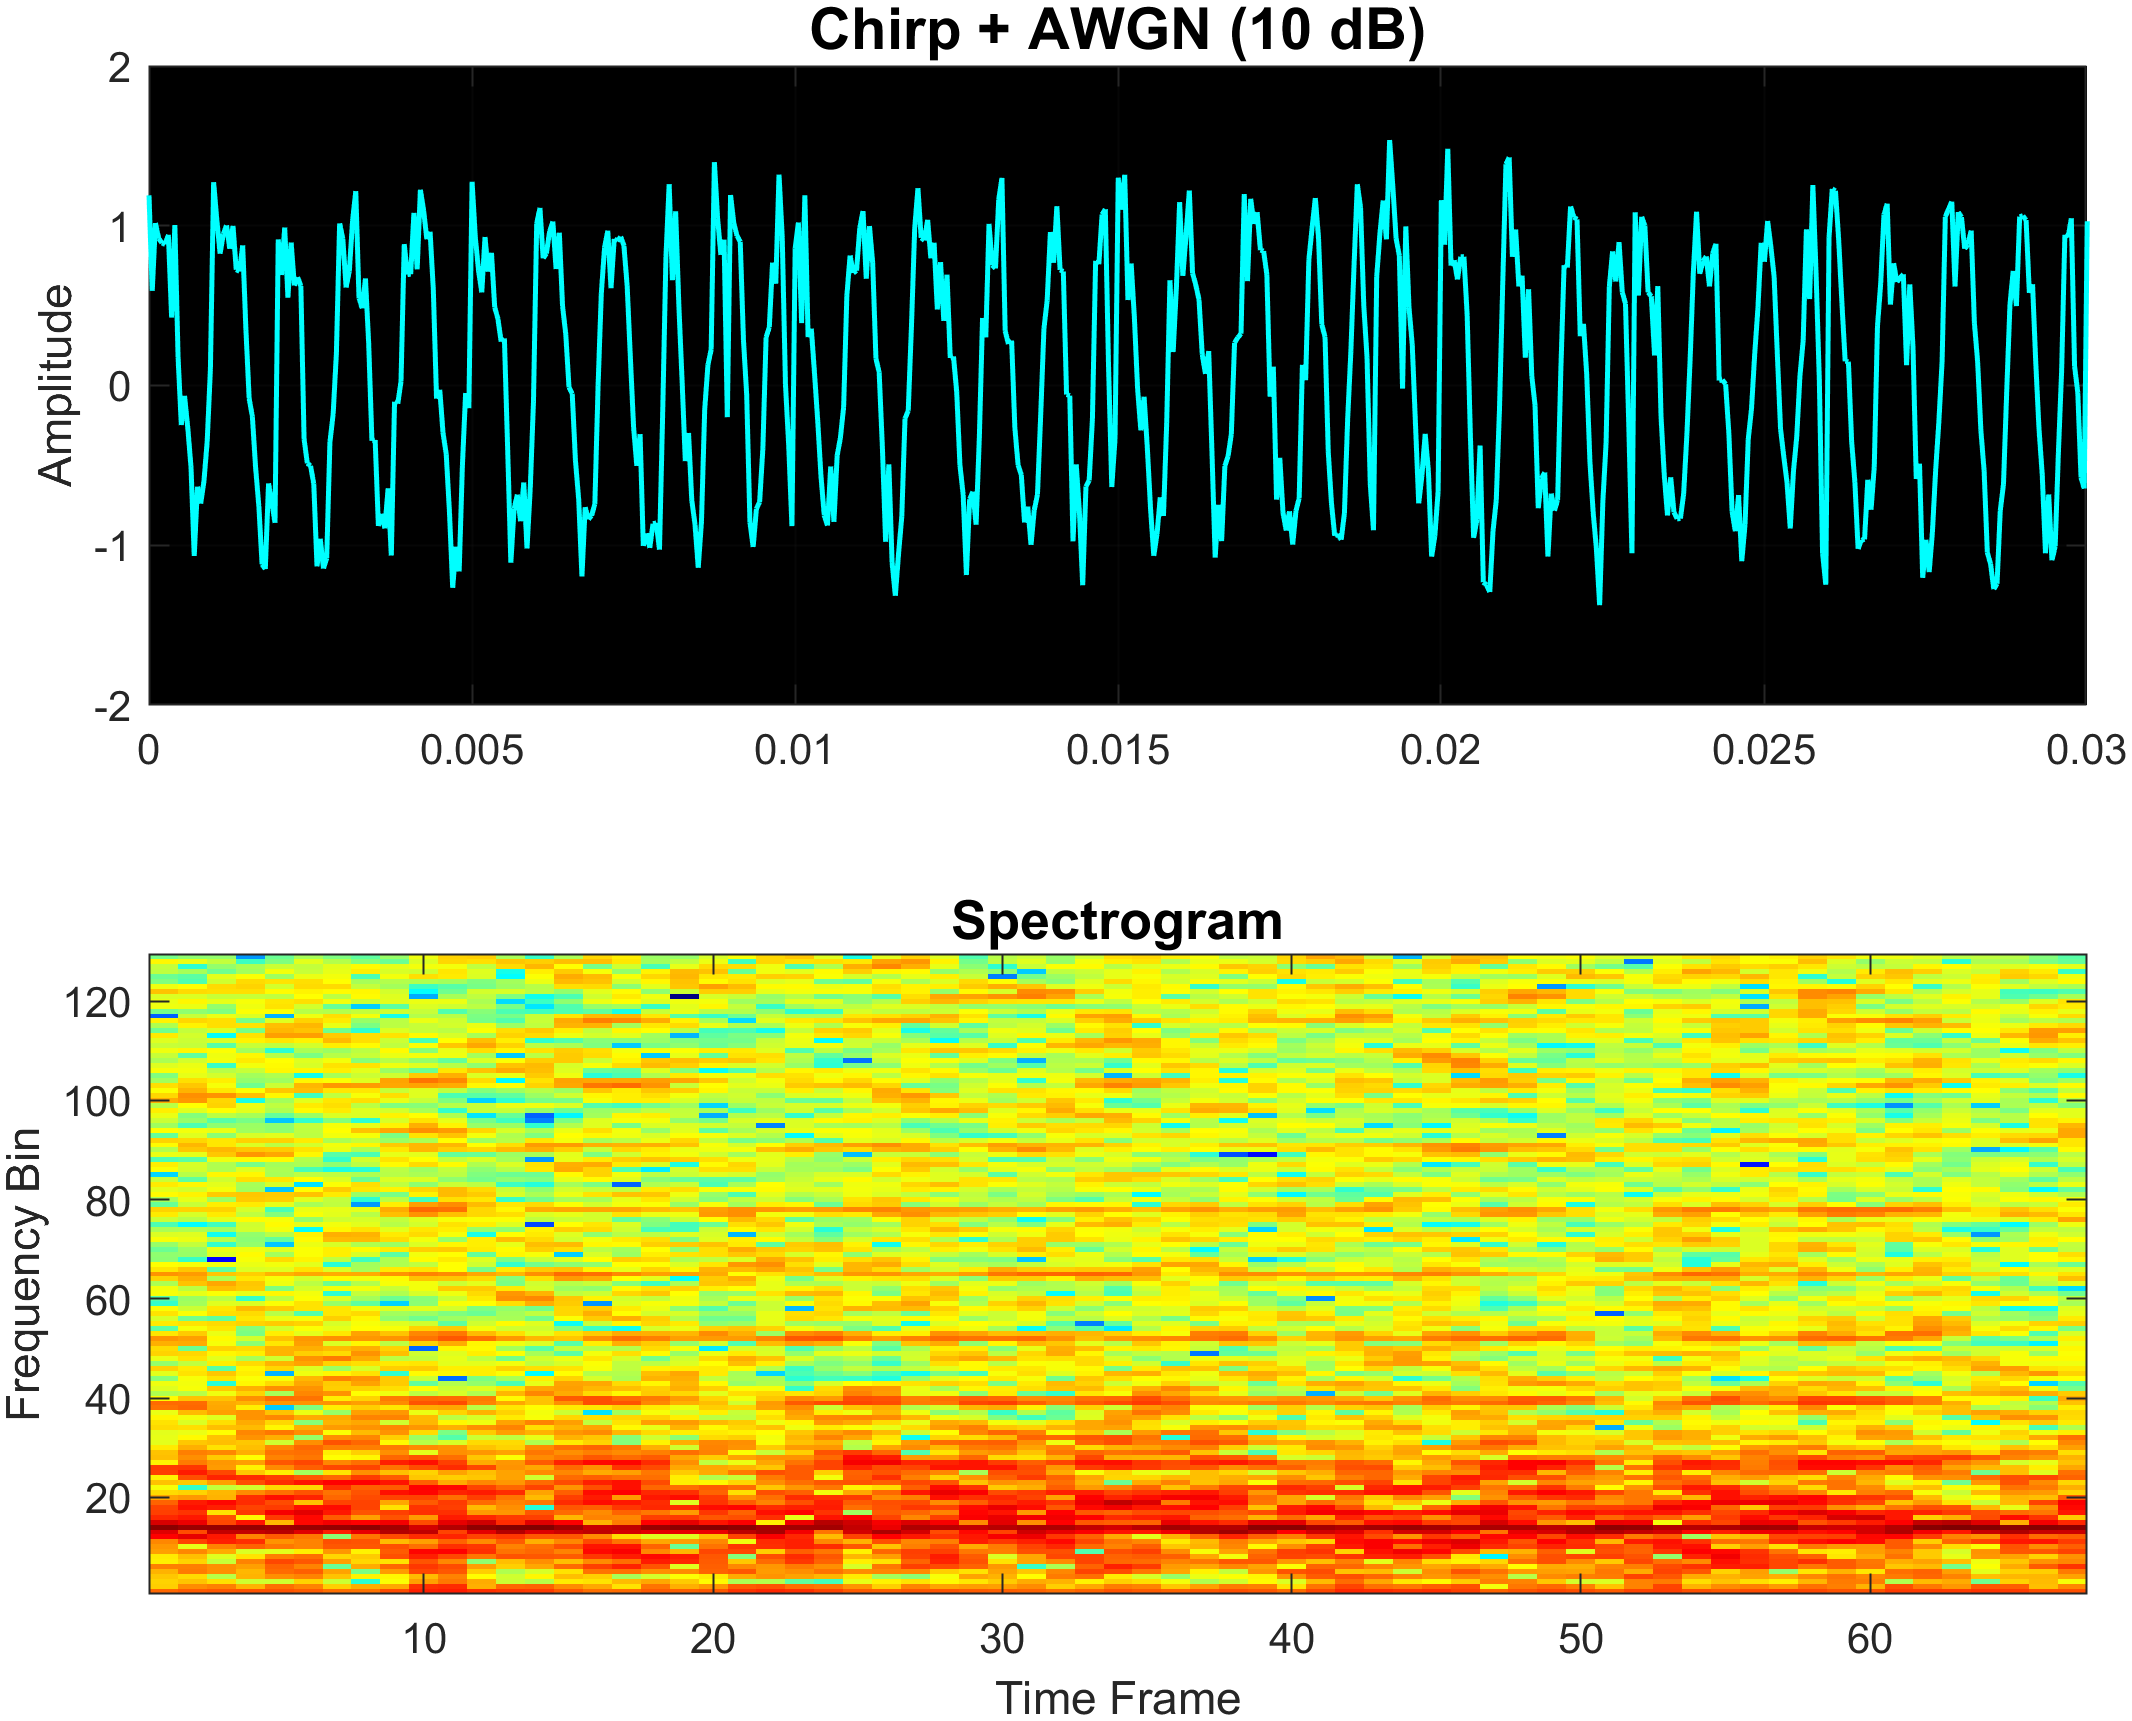 Chirp + AWGN (10 dB)
2
1
0
-1
-2
Amplitude
0 0.005 0.01 0.015 0.02 0.025 0.03
Spectrogram
120
100
80
60
40
20
Frequency Bin
10 20 30 40 50 60
Time Frame